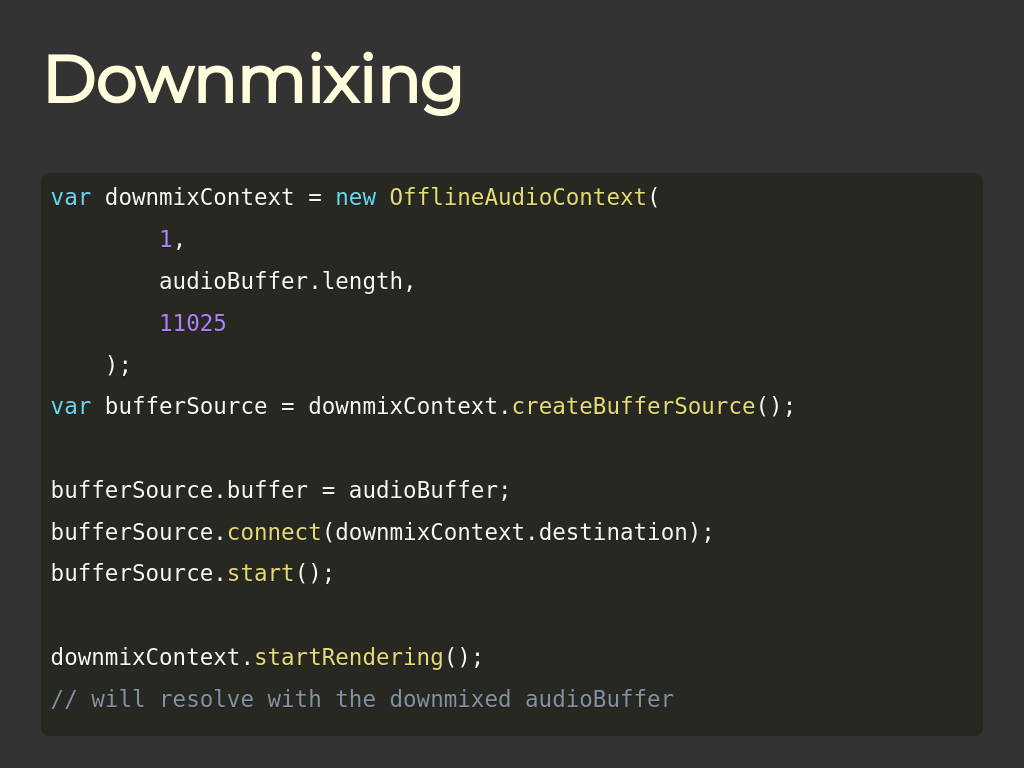 Downmixing
var downmixContext = new OfflineAudioContext(
        1,
        audioBuffer.length,
        11025
    );
var bufferSource = downmixContext.createBufferSource();
bufferSource.buffer = audioBuffer;
bufferSource.connect(downmixContext.destination);
bufferSource.start();
downmixContext.startRendering();
// will resolve with the downmixed audioBuffer